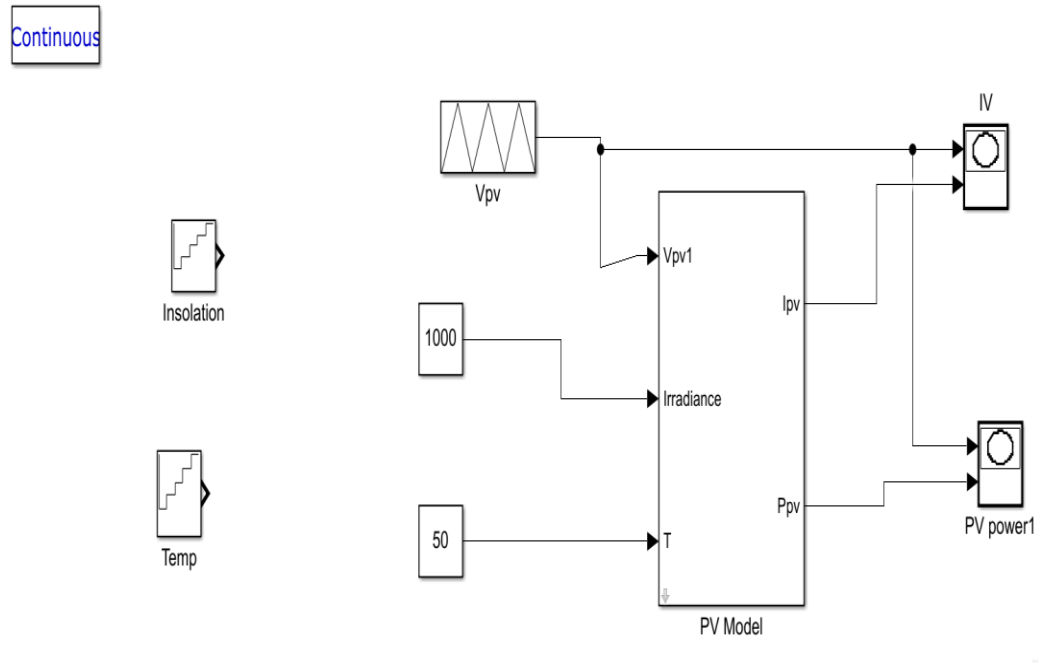 Continuous
IV
Vpv
Vpv1
Insolation
Ipv
1000
Irradiance
Ppv
50
T
PV power1
Temp
PV Model